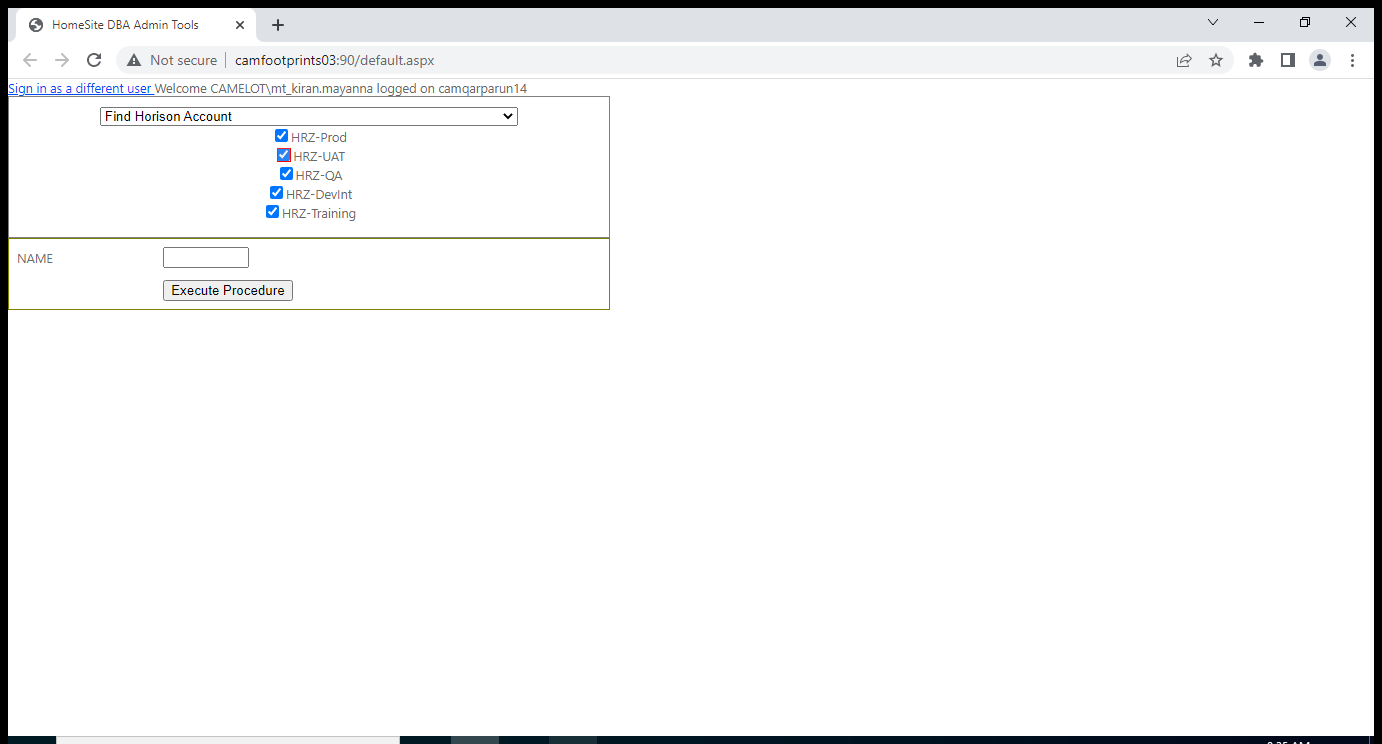 HomeSite DBA Admin Tools
Not secure camfootprints03:90/default.aspx
Sign in as a different user Welcome CAMELOT\mt_kiran.mayanna logged on camqarparun14
Find Horison Account
HRZ-Prod
HRZ-UAT
HRZ-QA
HRZ-DevInt
HRZ-Training
NAME
Execute Procedure